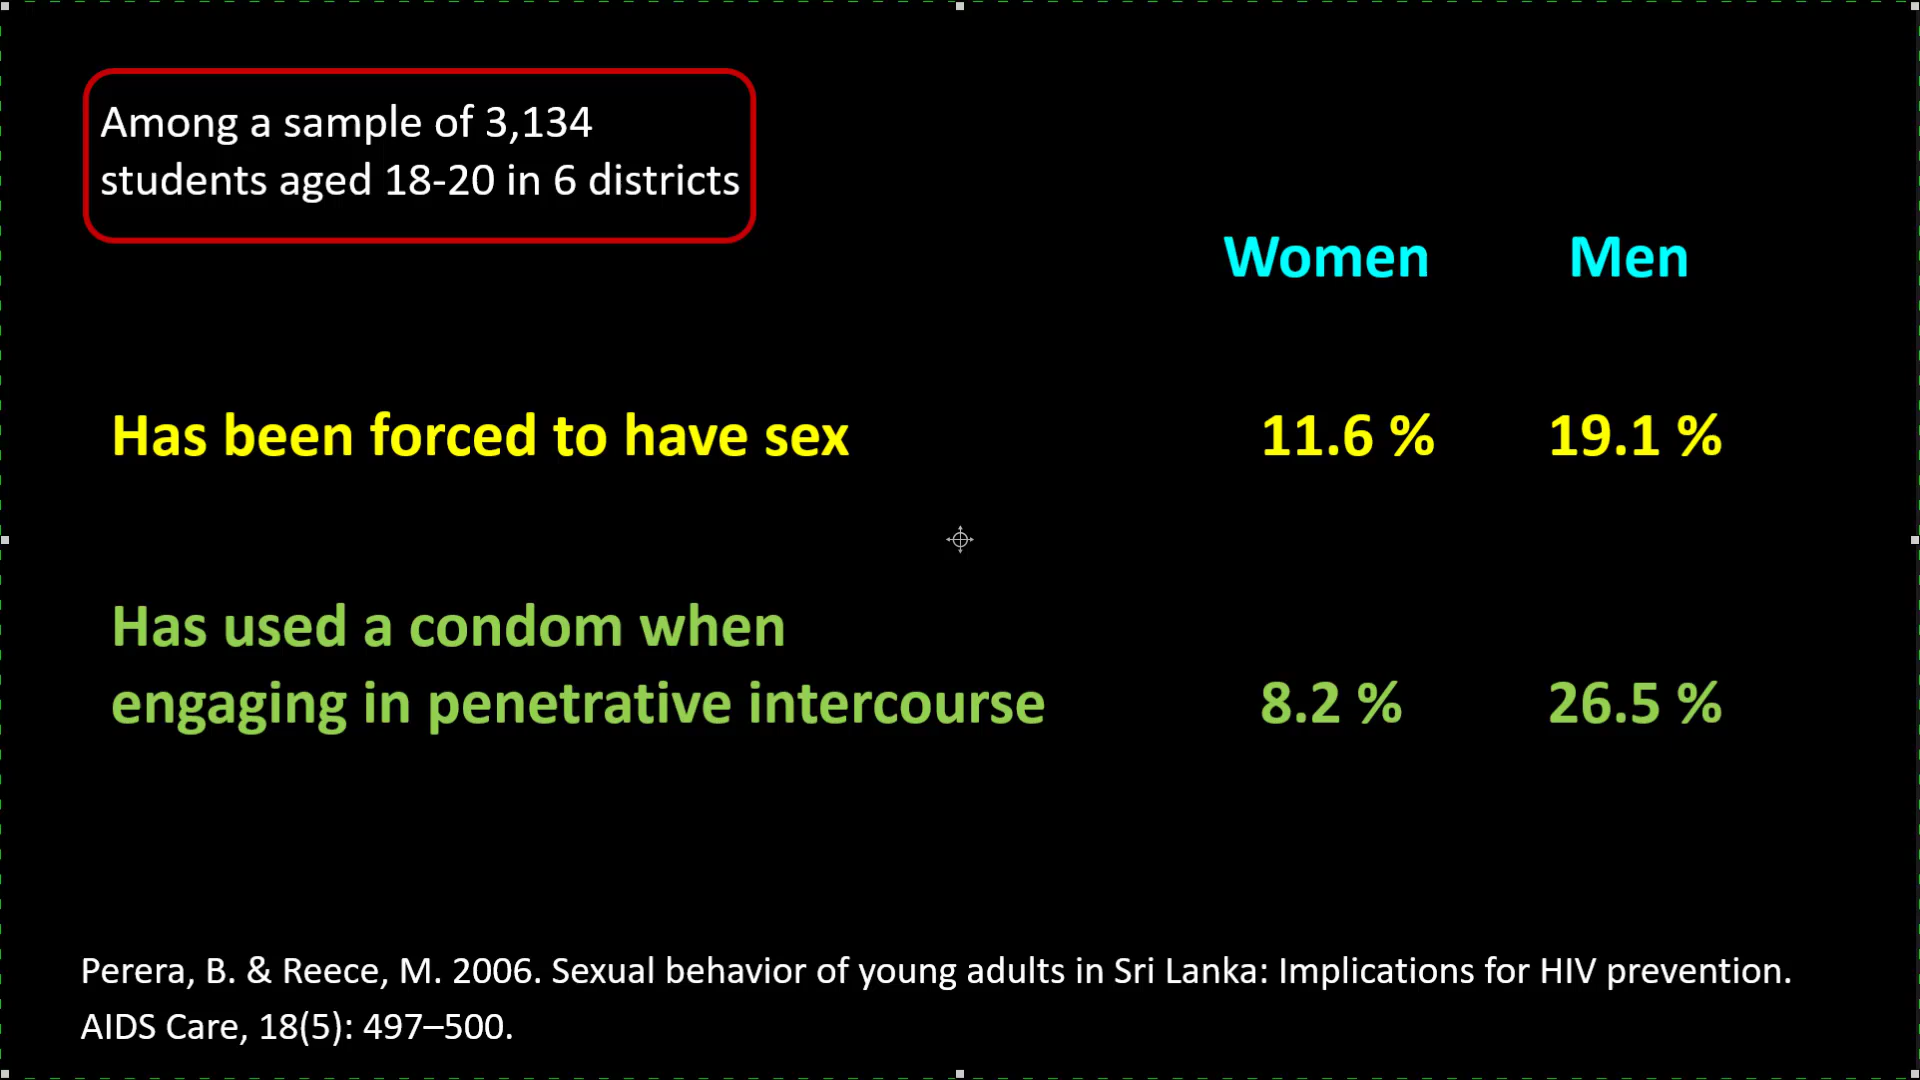 Among a sample of 3,134
students aged 18-20 in 6 districts
Women Men
Has been forced to have sex 11.6 % 19.1 %
Has used a condom when
engaging in penetrative intercourse 8.2 % 26.5 %
Perera, B. & Reece, M. 2006. Sexual behavior of young adults in Sri Lanka: Implications for HIV prevention.
AIDS Care, 18(5): 497–500.